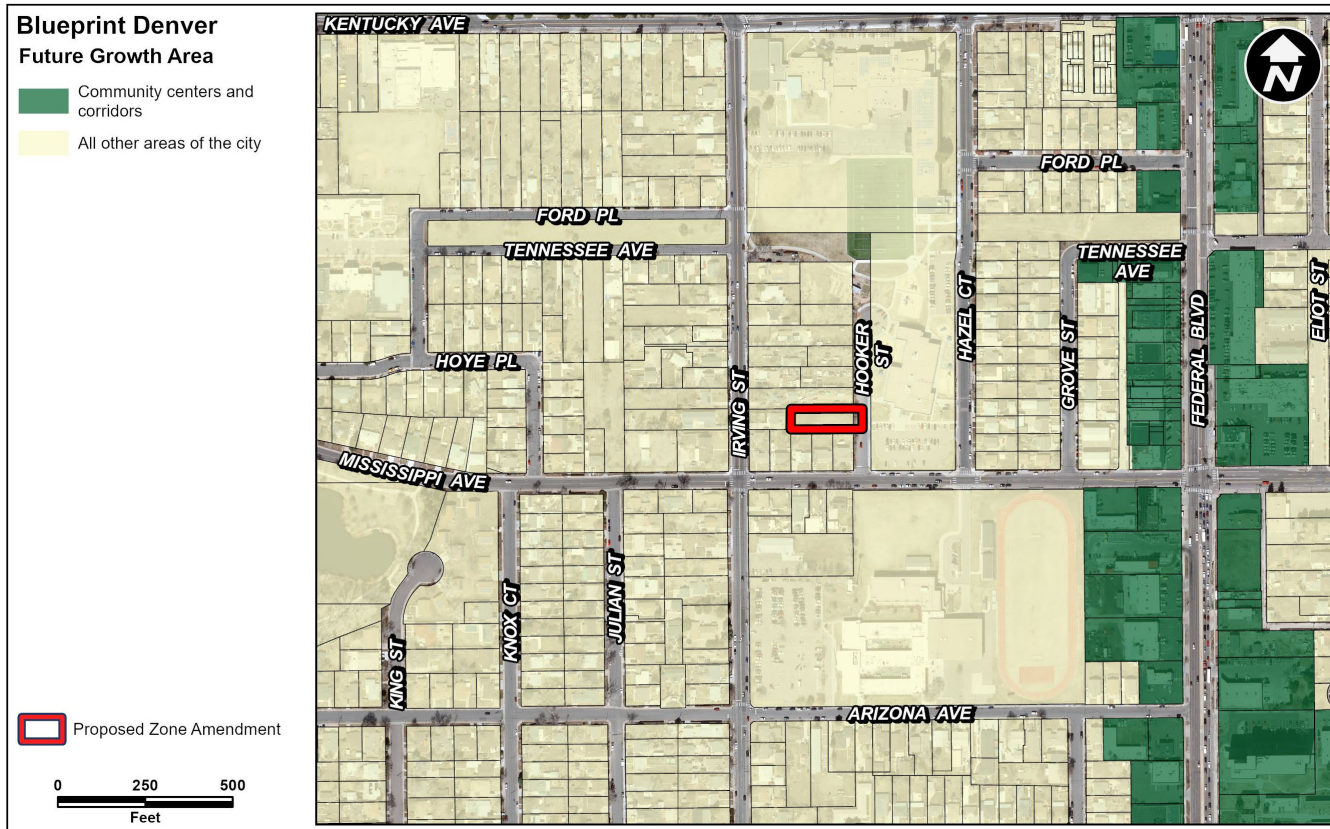 Blueprint Denver
Future Growth Area
Community centers and
corridors
All other areas of the city
Proposed Zone Amendment
0 250 500
Feet
KENTUCKY AVE
N
FORD PL
FORD PL
TENNESSEE AVE
TENNESSEE
AVE
HOOKER
ST
HAZEL CT
GROVE ST
FEDERAL BLVD
ELIOT ST
HOYE PL
IRVING ST
MISSISSIPPI AVE
KNOX CT
JULIAN ST
KING ST
ARIZONA AVE